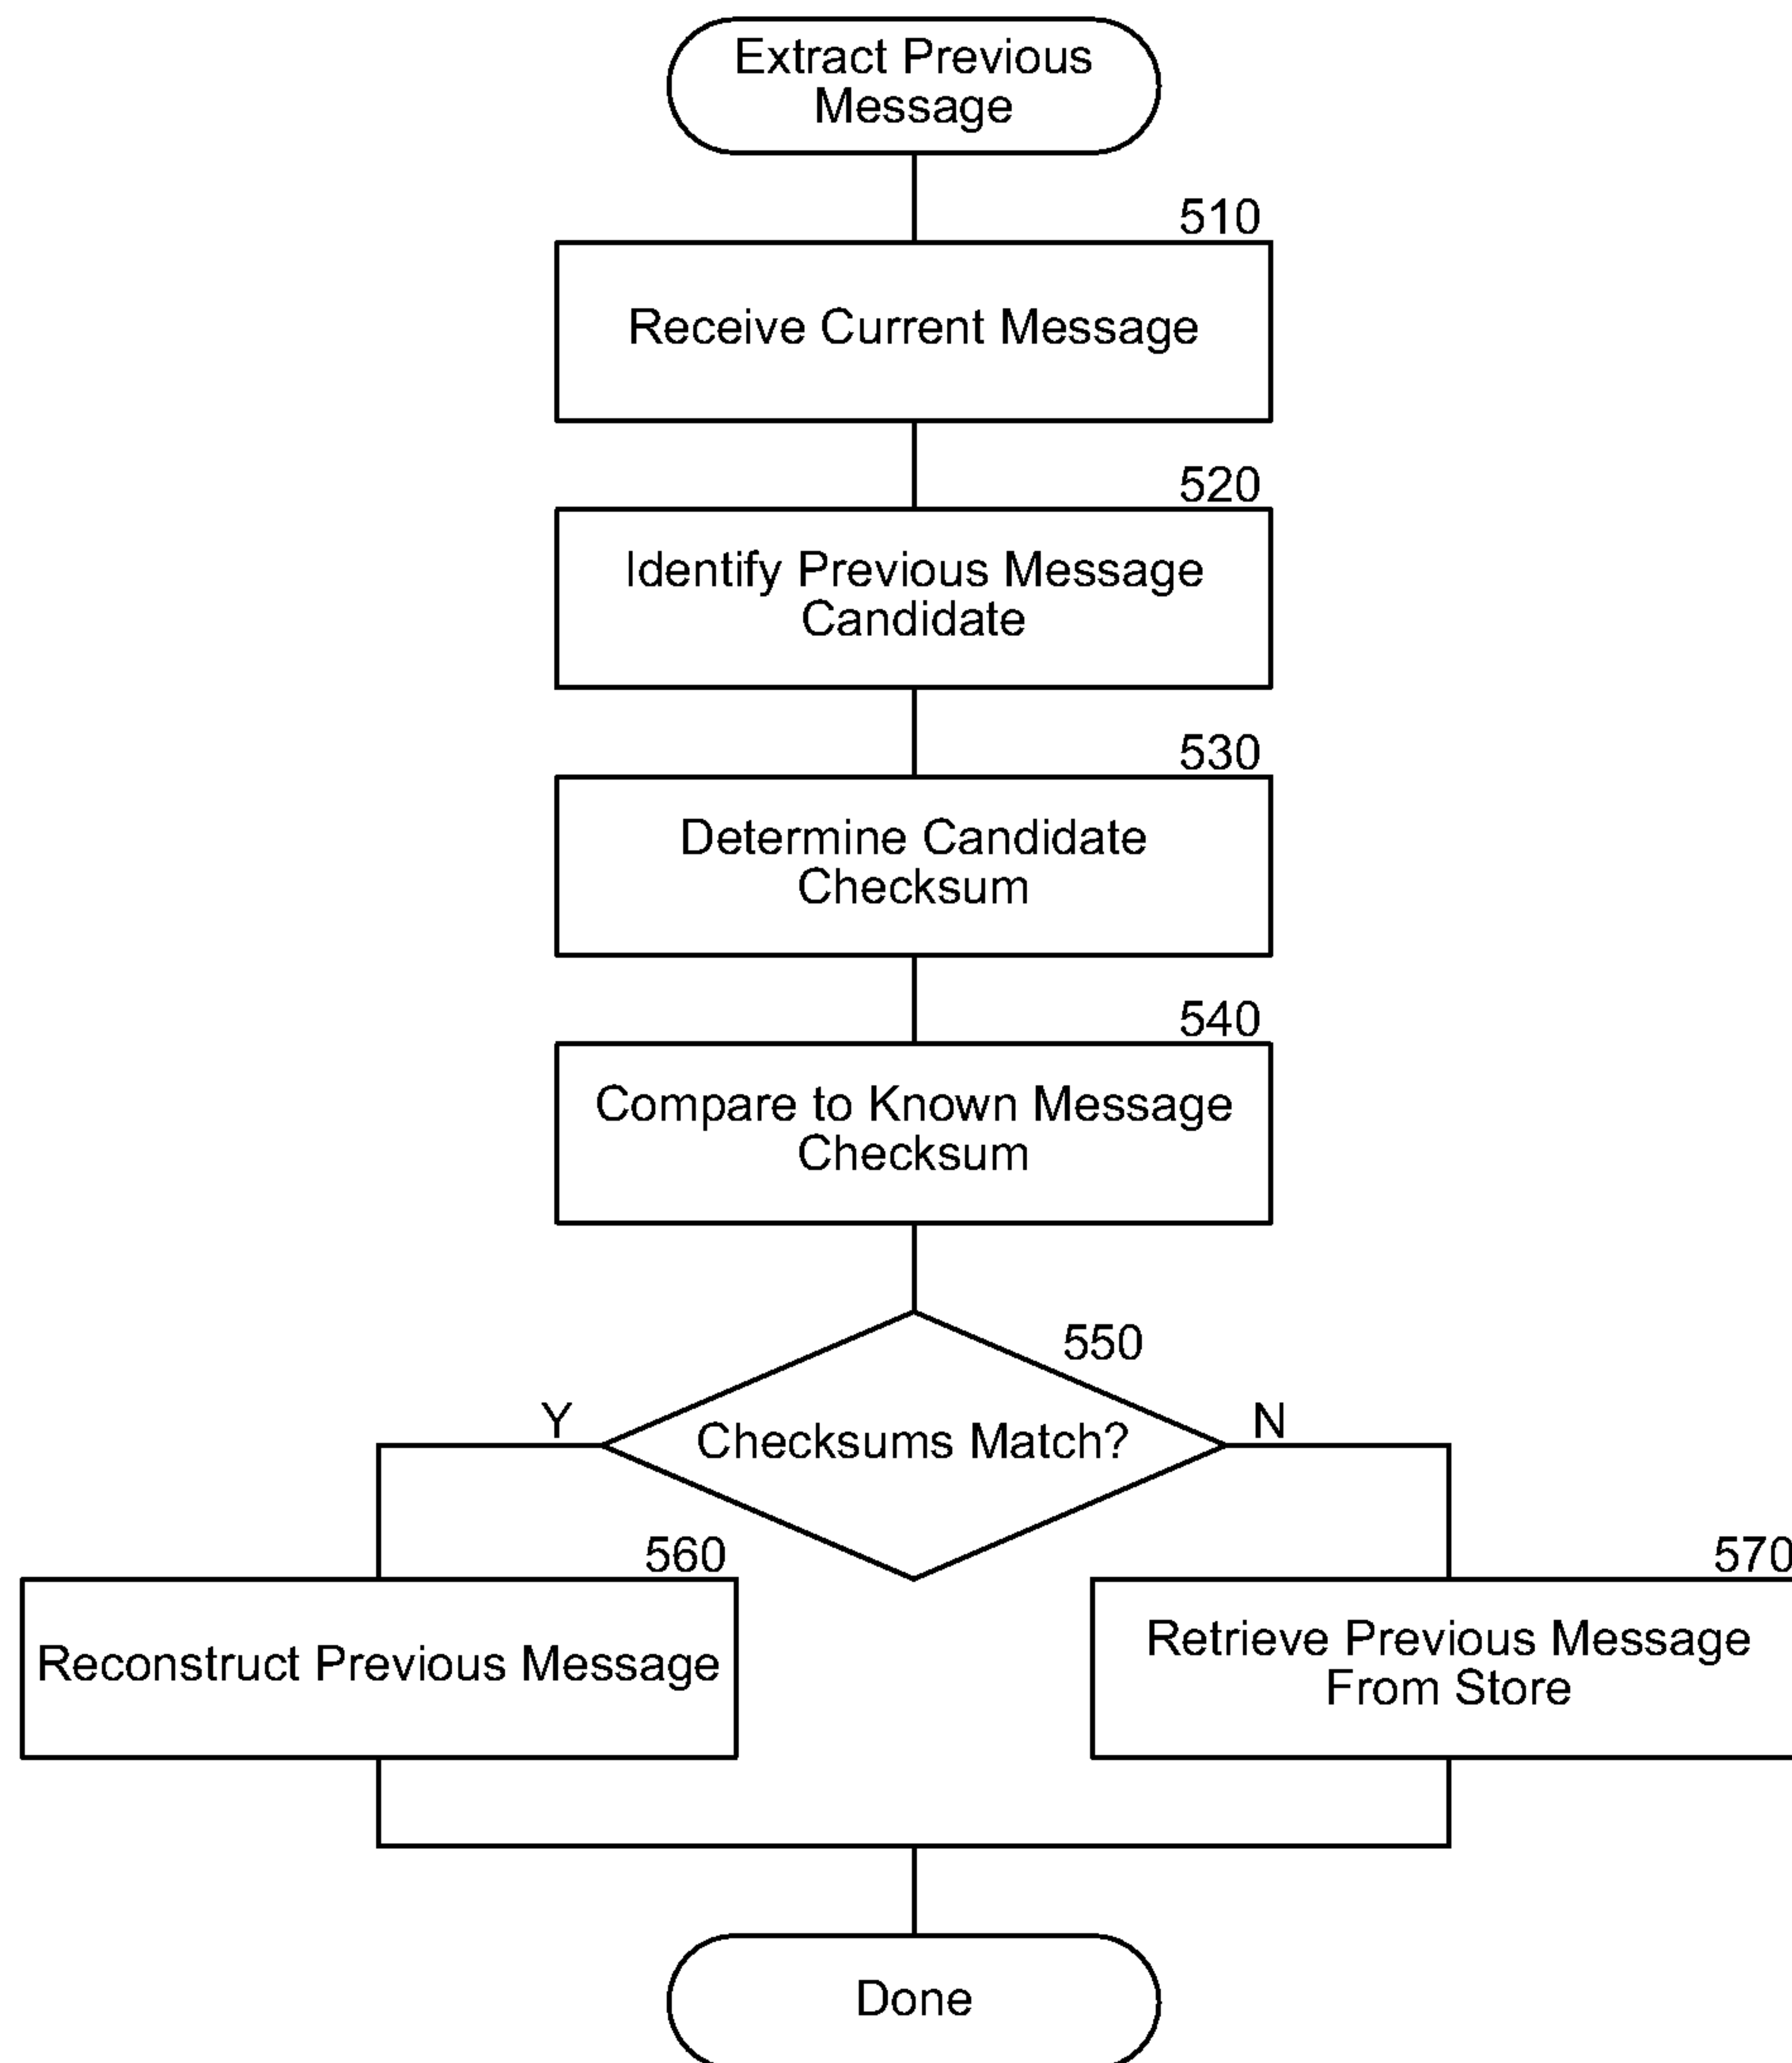 Extract Previous
Message
510
Receive Current Message
520
Identify Previous Message
Candidate
530
Determine Candidate
Checksum
540
Compare to Known Message
Checksum
550
Y
Checksums Match?
N
560
Reconstruct Previous Message
570
Retrieve Previous Message
From Store
Done